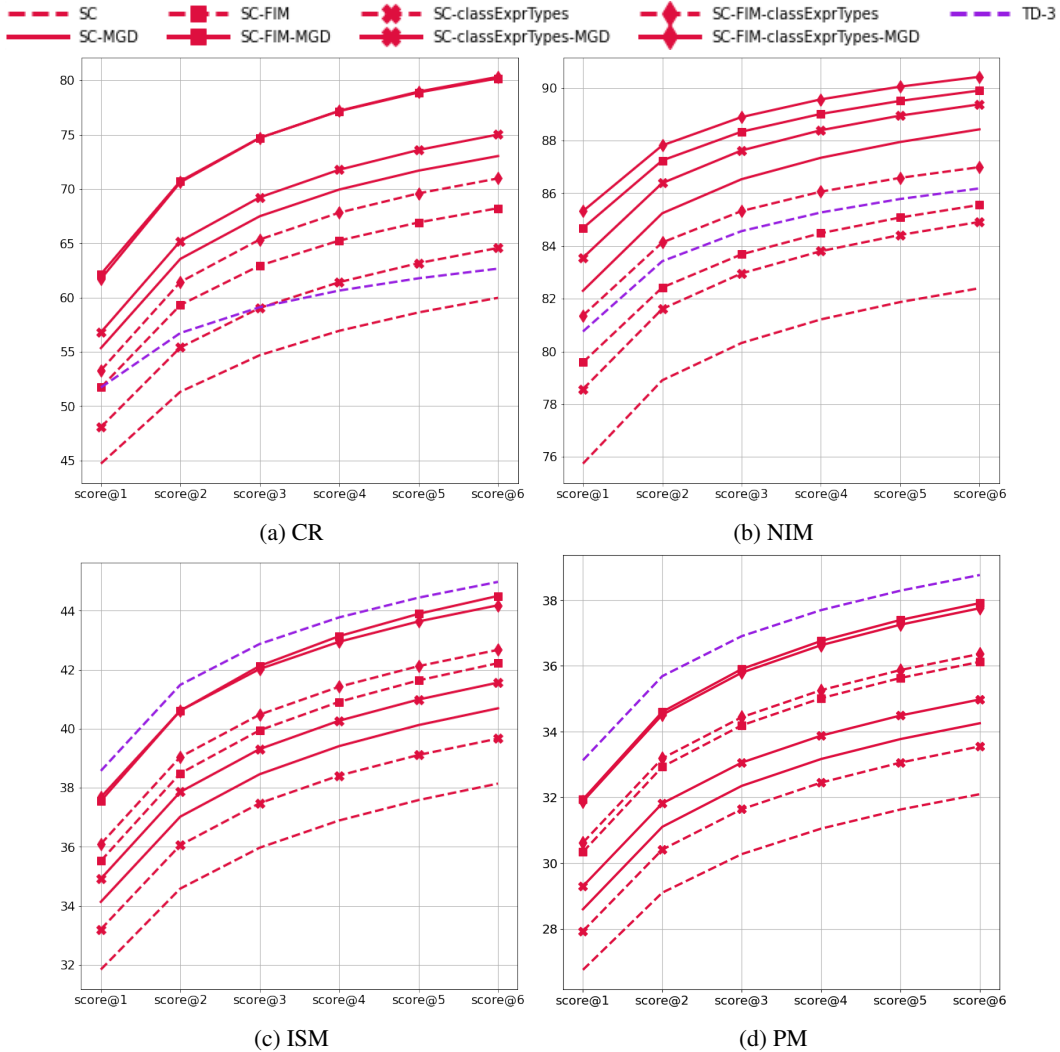 SC SC-FIM SC-classExprTypes SC-FIM-classExprTypes TD-3
SC-MGD SC-FIM-MGD SC-classExprTypes-MGD SC-FIM-classExprTypes-MGD
80
75
70
65
60
55
50
45
score@1 score@2 score@3 score@4 score@5 score@6
(a) CR
90
88
86
84
82
80
78
76
score@1 score@2 score@3 score@4 score@5 score@6
(b) NIM
44
42
40
38
36
34
32
score@1 score@2 score@3 score@4 score@5 score@6
(c) ISM
38
36
34
32
30
28
score@1 score@2 score@3 score@4 score@5 score@6
(d) PM